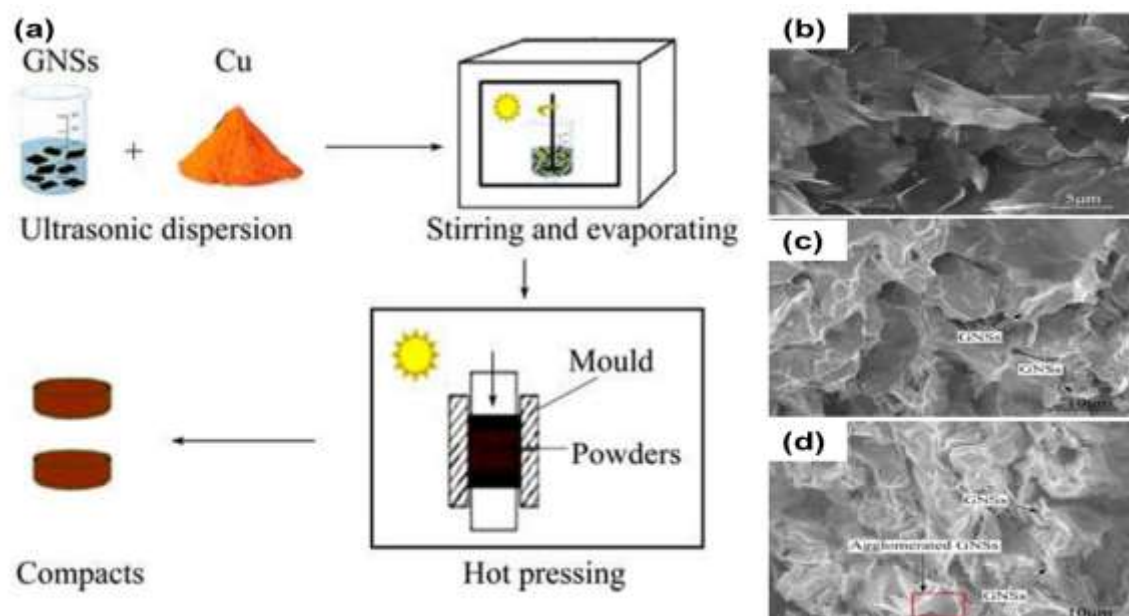 (a)
GNSs
Cu
+
Ultrasonic dispersion
Stirring and evaporating
Mould
Powders
Compacts
Hot pressing
(b)
5μm
(c)
GNSs
GNSs
10μm
(d)
GNSs
Agglomerated GNSs
GNSs
10μm